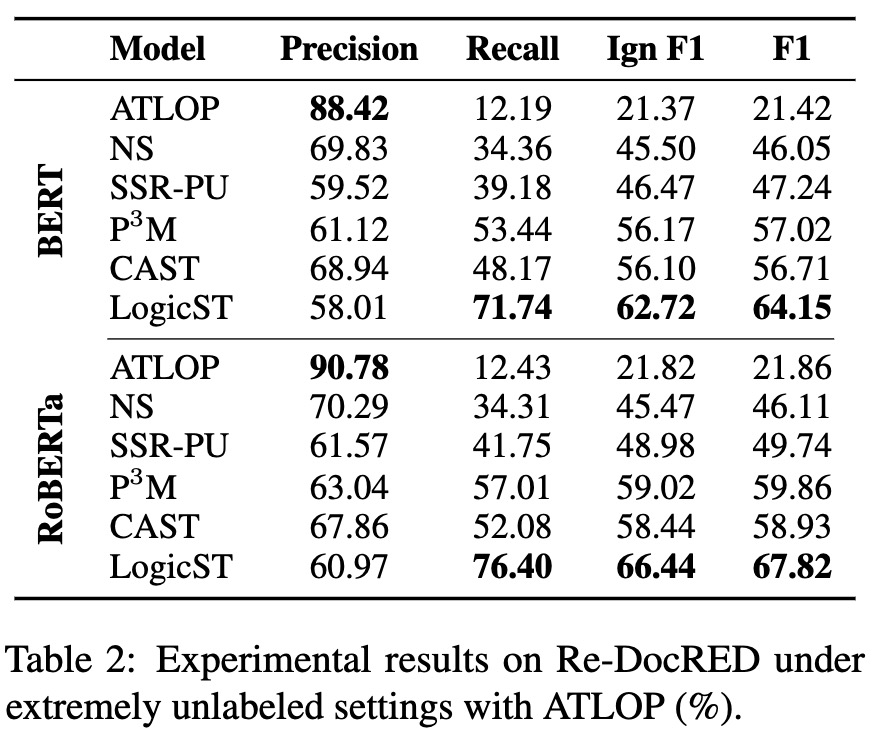 Model Precision Recall Ign F1 F1
BERT
ATLOP 88.42 12.19 21.37 21.42
NS 69.83 34.36 45.50 46.05
SSR-PU 59.52 39.18 46.47 47.24
P³M 61.12 53.44 56.17 57.02
CAST 68.94 48.17 56.10 56.71
LogicST 58.01 71.74 62.72 64.15
RoBERTa
ATLOP 90.78 12.43 21.82 21.86
NS 70.29 34.31 45.47 46.11
SSR-PU 61.57 41.75 48.98 49.74
P³M 63.04 57.01 59.02 59.86
CAST 67.86 52.08 58.44 58.93
LogicST 60.97 76.40 66.44 67.82
Table 2: Experimental results on Re-DocRED under
extremely unlabeled settings with ATLOP (%).